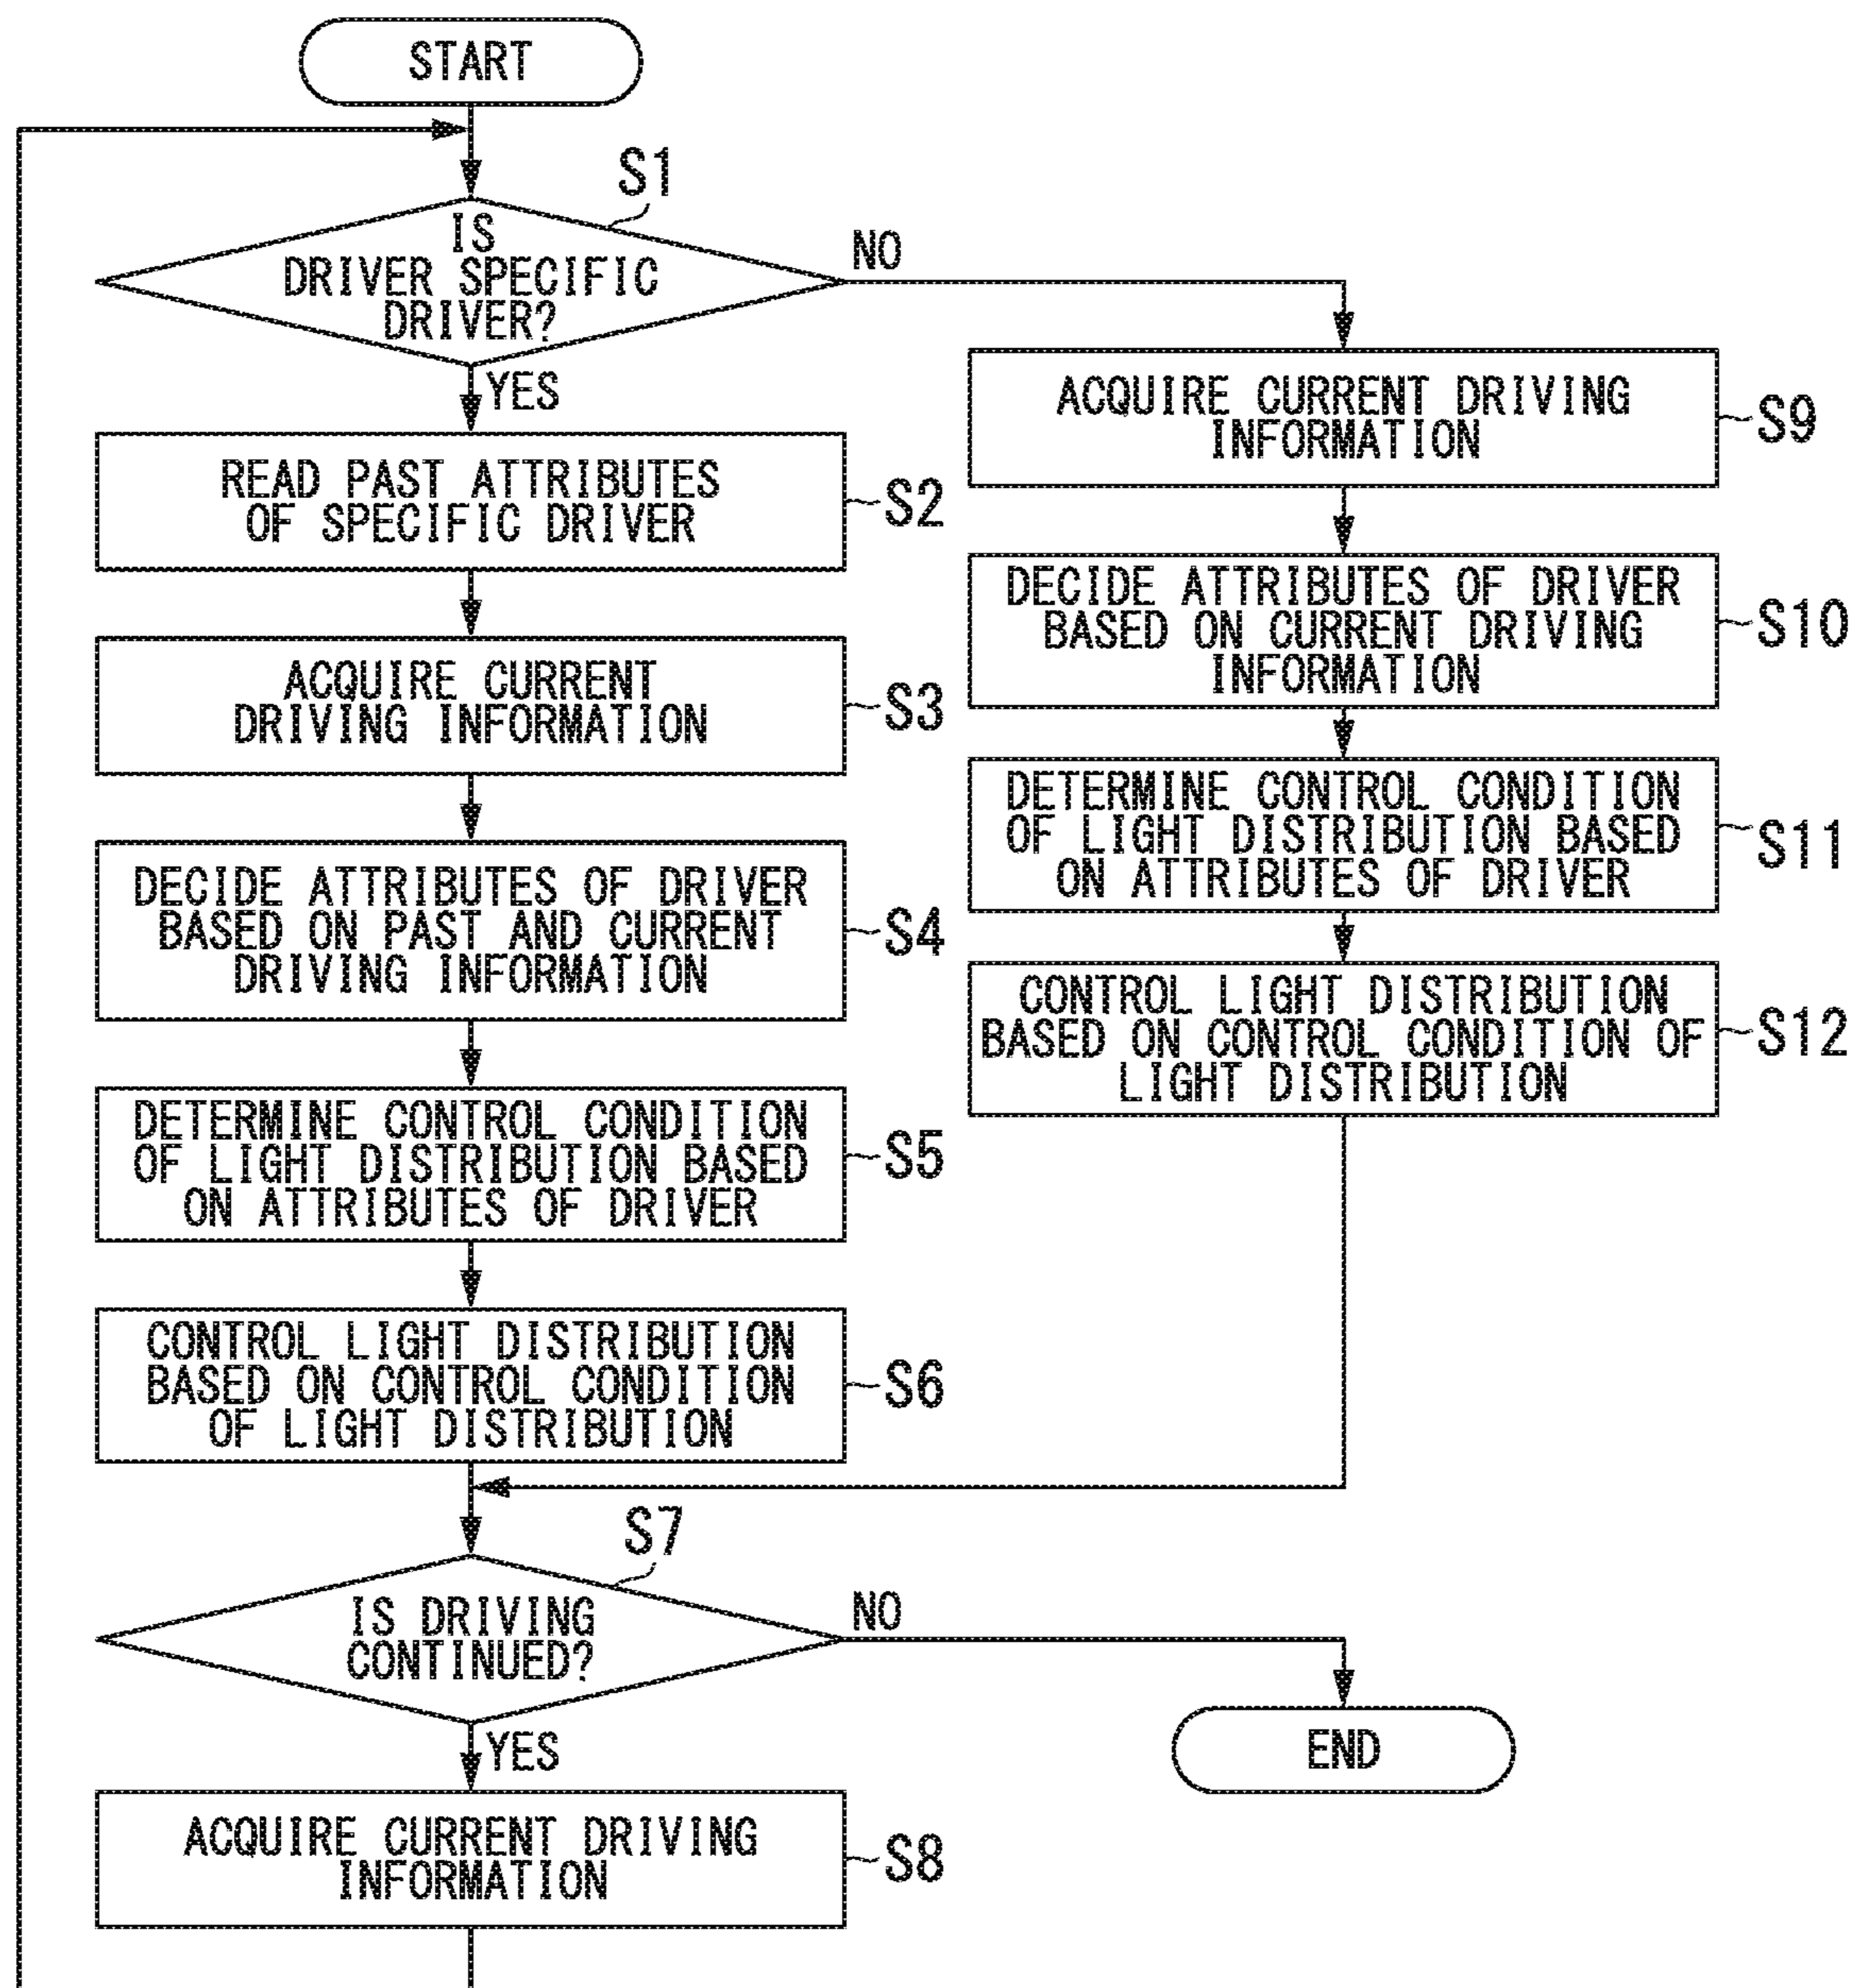 START
S1
IS
DRIVER SPECIFIC
DRIVER?
NO
YES
READ PAST ATTRIBUTES
OF SPECIFIC DRIVER
S2
ACQUIRE CURRENT
DRIVING INFORMATION
S3
DECIDE ATTRIBUTES OF DRIVER
BASED ON PAST AND CURRENT
DRIVING INFORMATION
S4
DETERMINE CONTROL CONDITION
OF LIGHT DISTRIBUTION BASED
ON ATTRIBUTES OF DRIVER
S5
CONTROL LIGHT DISTRIBUTION
BASED ON CONTROL CONDITION
OF LIGHT DISTRIBUTION
S6
S7
IS DRIVING
CONTINUED?
NO
YES
ACQUIRE CURRENT DRIVING
INFORMATION
S8
ACQUIRE CURRENT DRIVING
INFORMATION
S9
DECIDE ATTRIBUTES OF DRIVER
BASED ON CURRENT DRIVING
INFORMATION
S10
DETERMINE CONTROL CONDITION
OF LIGHT DISTRIBUTION BASED
ON ATTRIBUTES OF DRIVER
S11
CONTROL LIGHT DISTRIBUTION
BASED ON CONTROL CONDITION OF
LIGHT DISTRIBUTION
S12
END